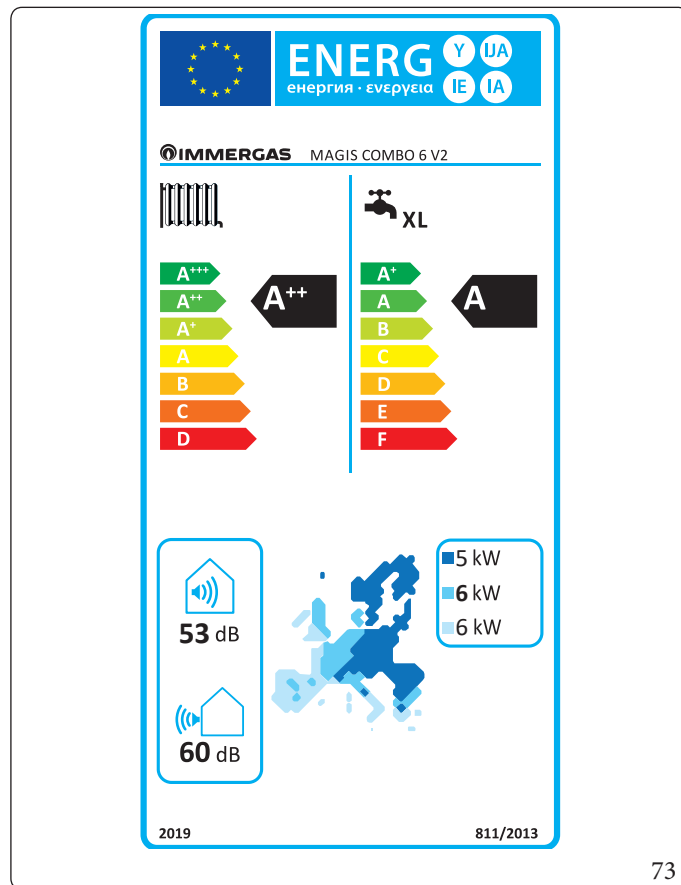 ENERG
енергия · ενεργεια
Y IJA
IE IA
IMMERGAS MAGIS COMBO 6 V2
XL
A+++
A++
A+
A
B
C
D
A++
A+
A
B
C
D
E
F
A
53 dB
60 dB
5 kW
6 kW
6 kW
2019
811/2013
73